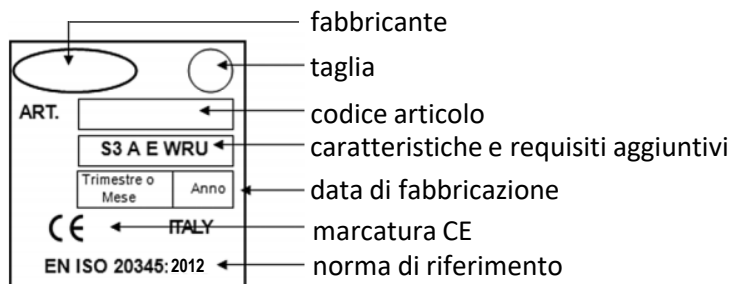 fabbricante
taglia
ART.
codice articolo
S3 A E WRU
caratteristiche e requisiti aggiuntivi
Trimestre o
Mese
Anno
data di fabbricazione
CE
ITALY
marcatura CE
EN ISO 20345: 2012
norma di riferimento